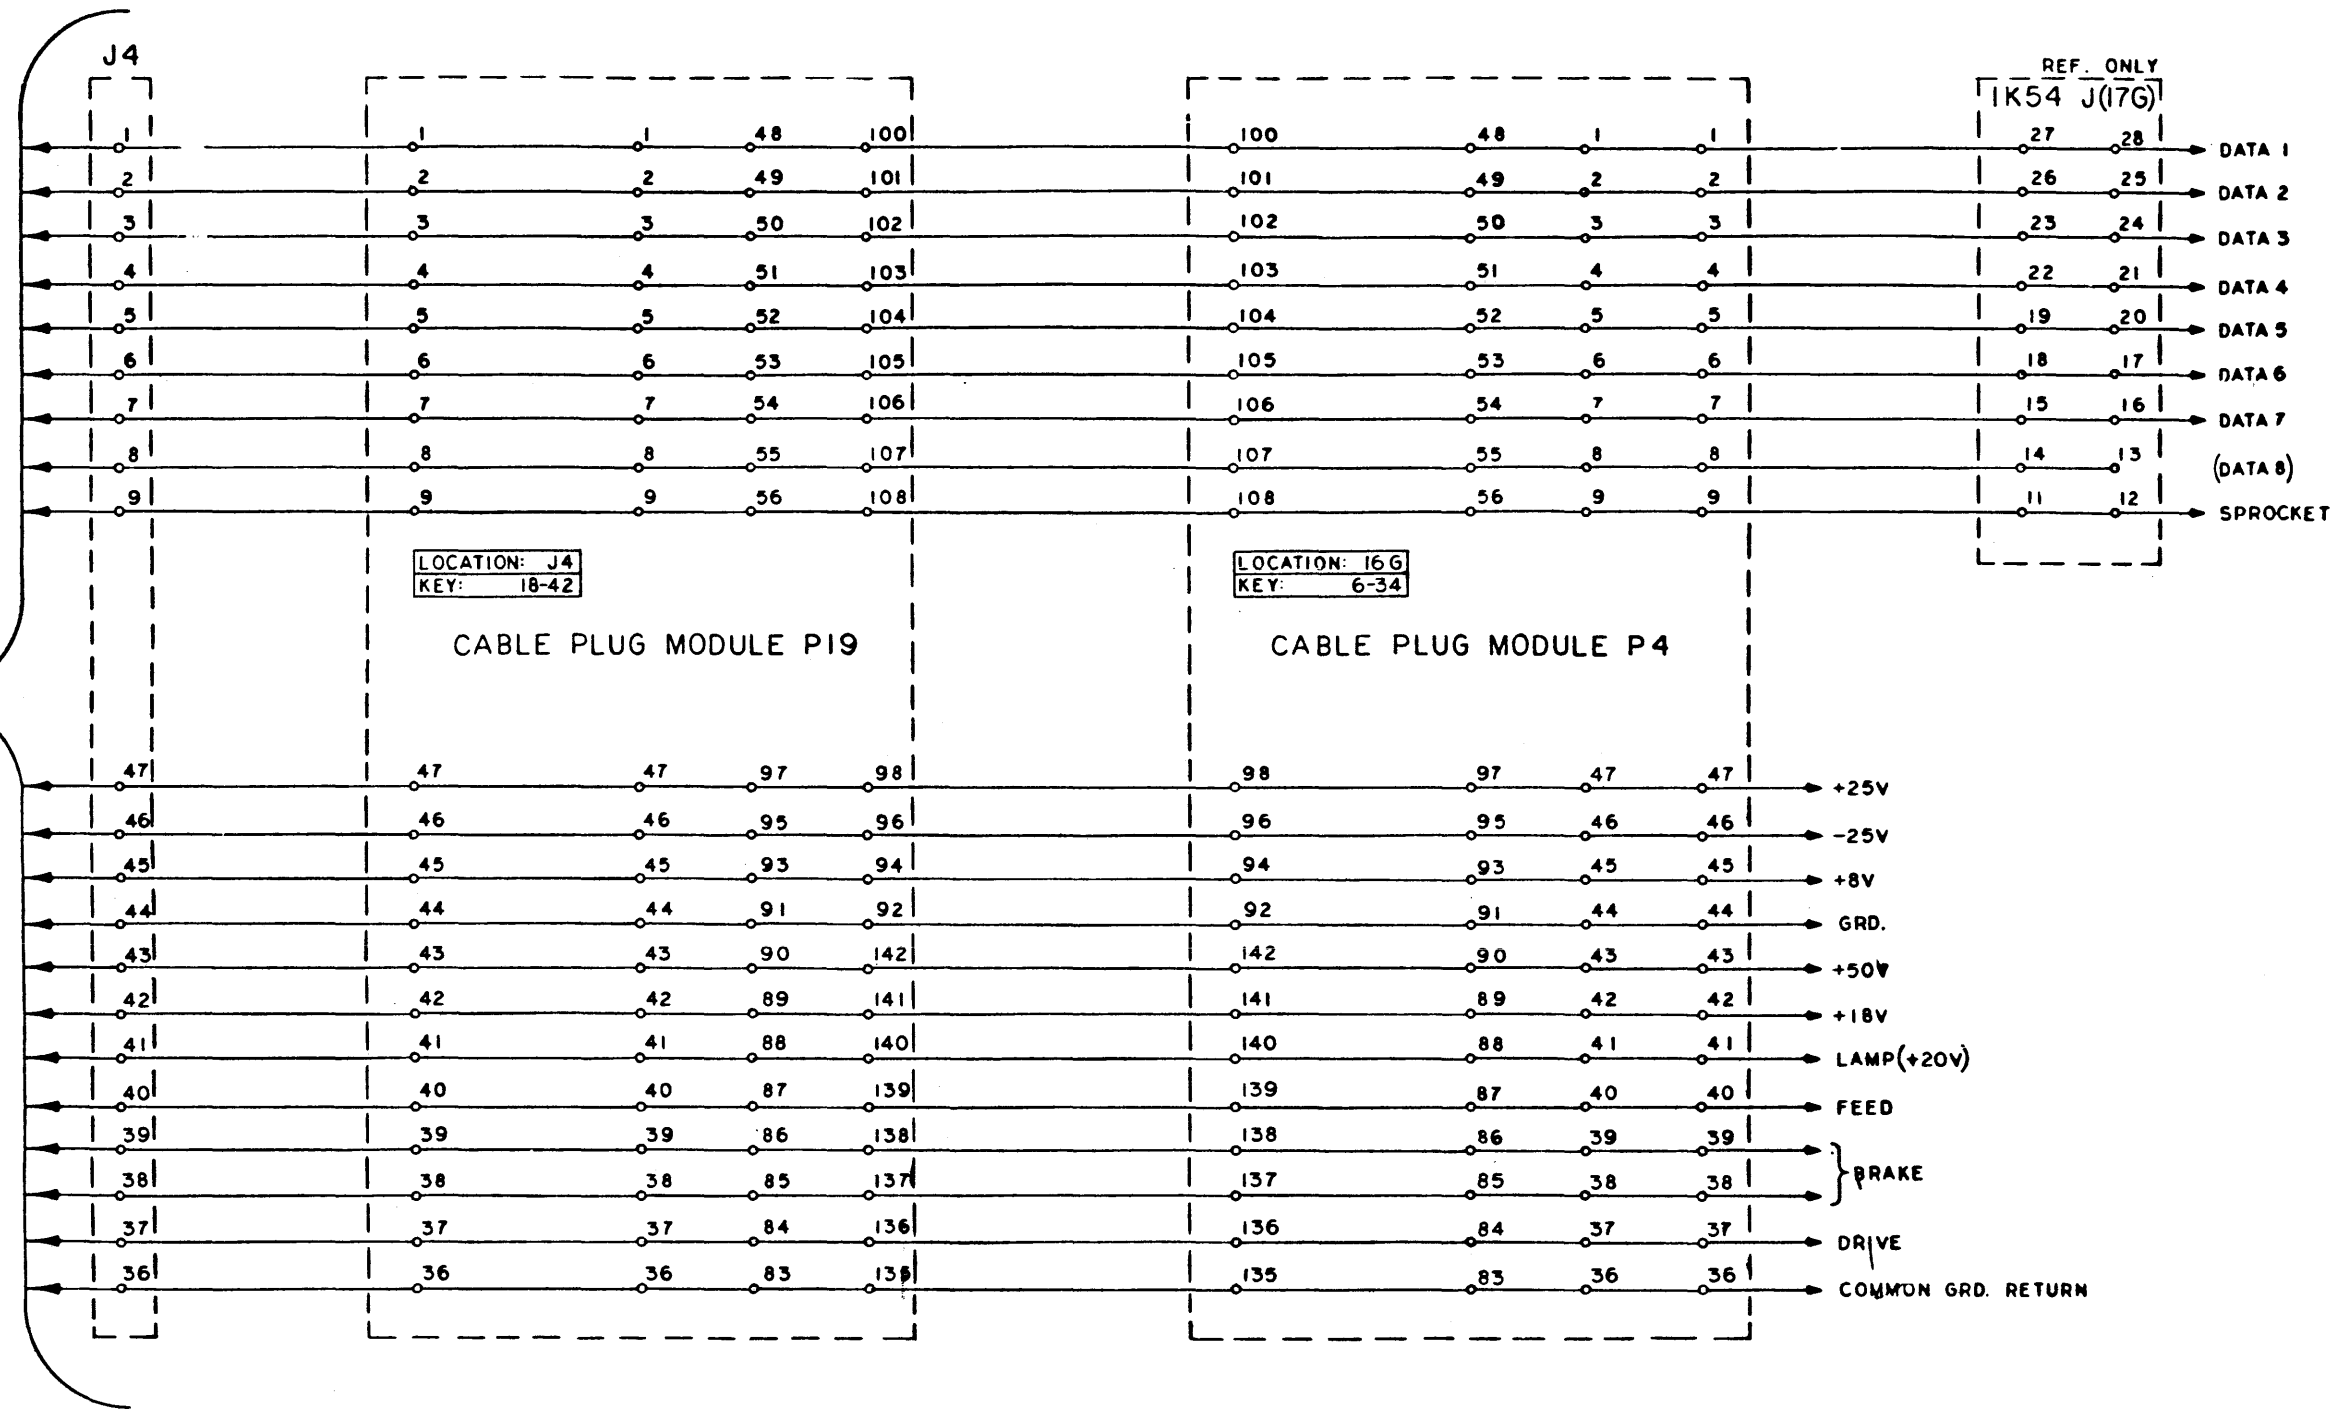 J4
REF. ONLY
1K54 J(17G)
1 1 1 48 100 100 48 1 1 27 28 DATA 1
2 2 2 49 101 101 49 2 2 26 25 DATA 2
3 3 3 50 102 102 50 3 3 23 24 DATA 3
4 4 4 51 103 103 51 4 4 22 21 DATA 4
5 5 5 52 104 104 52 5 5 19 20 DATA 5
6 6 6 53 105 105 53 6 6 18 17 DATA 6
7 7 7 54 106 106 54 7 7 15 16 DATA 7
8 8 8 55 107 107 55 8 8 14 13 (DATA 8)
9 9 9 56 108 108 56 9 9 11 12 SPROCKET
LOCATION: J4
KEY: 18-42
LOCATION: 16G
KEY: 6-34
CABLE PLUG MODULE P19
CABLE PLUG MODULE P4
47 47 47 97 98 98 97 47 47 +25V
46 46 46 95 96 96 95 46 46 -25V
45 45 45 93 94 94 93 45 45 +8V
44 44 44 91 92 92 91 44 44 GRD.
43 43 43 90 142 142 90 43 43 +50V
42 42 42 89 141 141 89 42 42 +18V
41 41 41 88 140 140 88 41 41 LAMP(+20V)
40 40 40 87 139 139 87 40 40 FEED
39 39 39 86 138 138 86 39 39
BRAKE
38 38 38 85 137 137 85 38 38
37 37 37 84 136 136 84 37 37 DRIVE
36 36 36 83 135 135 83 36 36 COMMON GRD. RETURN